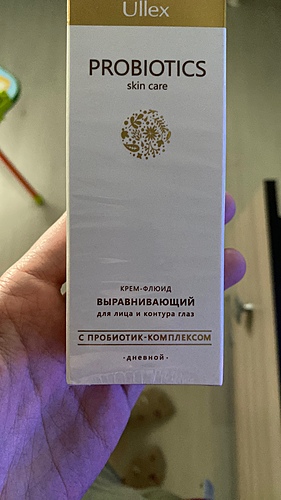 Ullex
PROBIOTICS
skin care
КРЕМ-ФЛЮИД
ВЫРАВНИВАЮЩИЙ
для лица и контура глаз
С ПРОБИОТИК-КОМПЛЕКСОМ
·дневной·